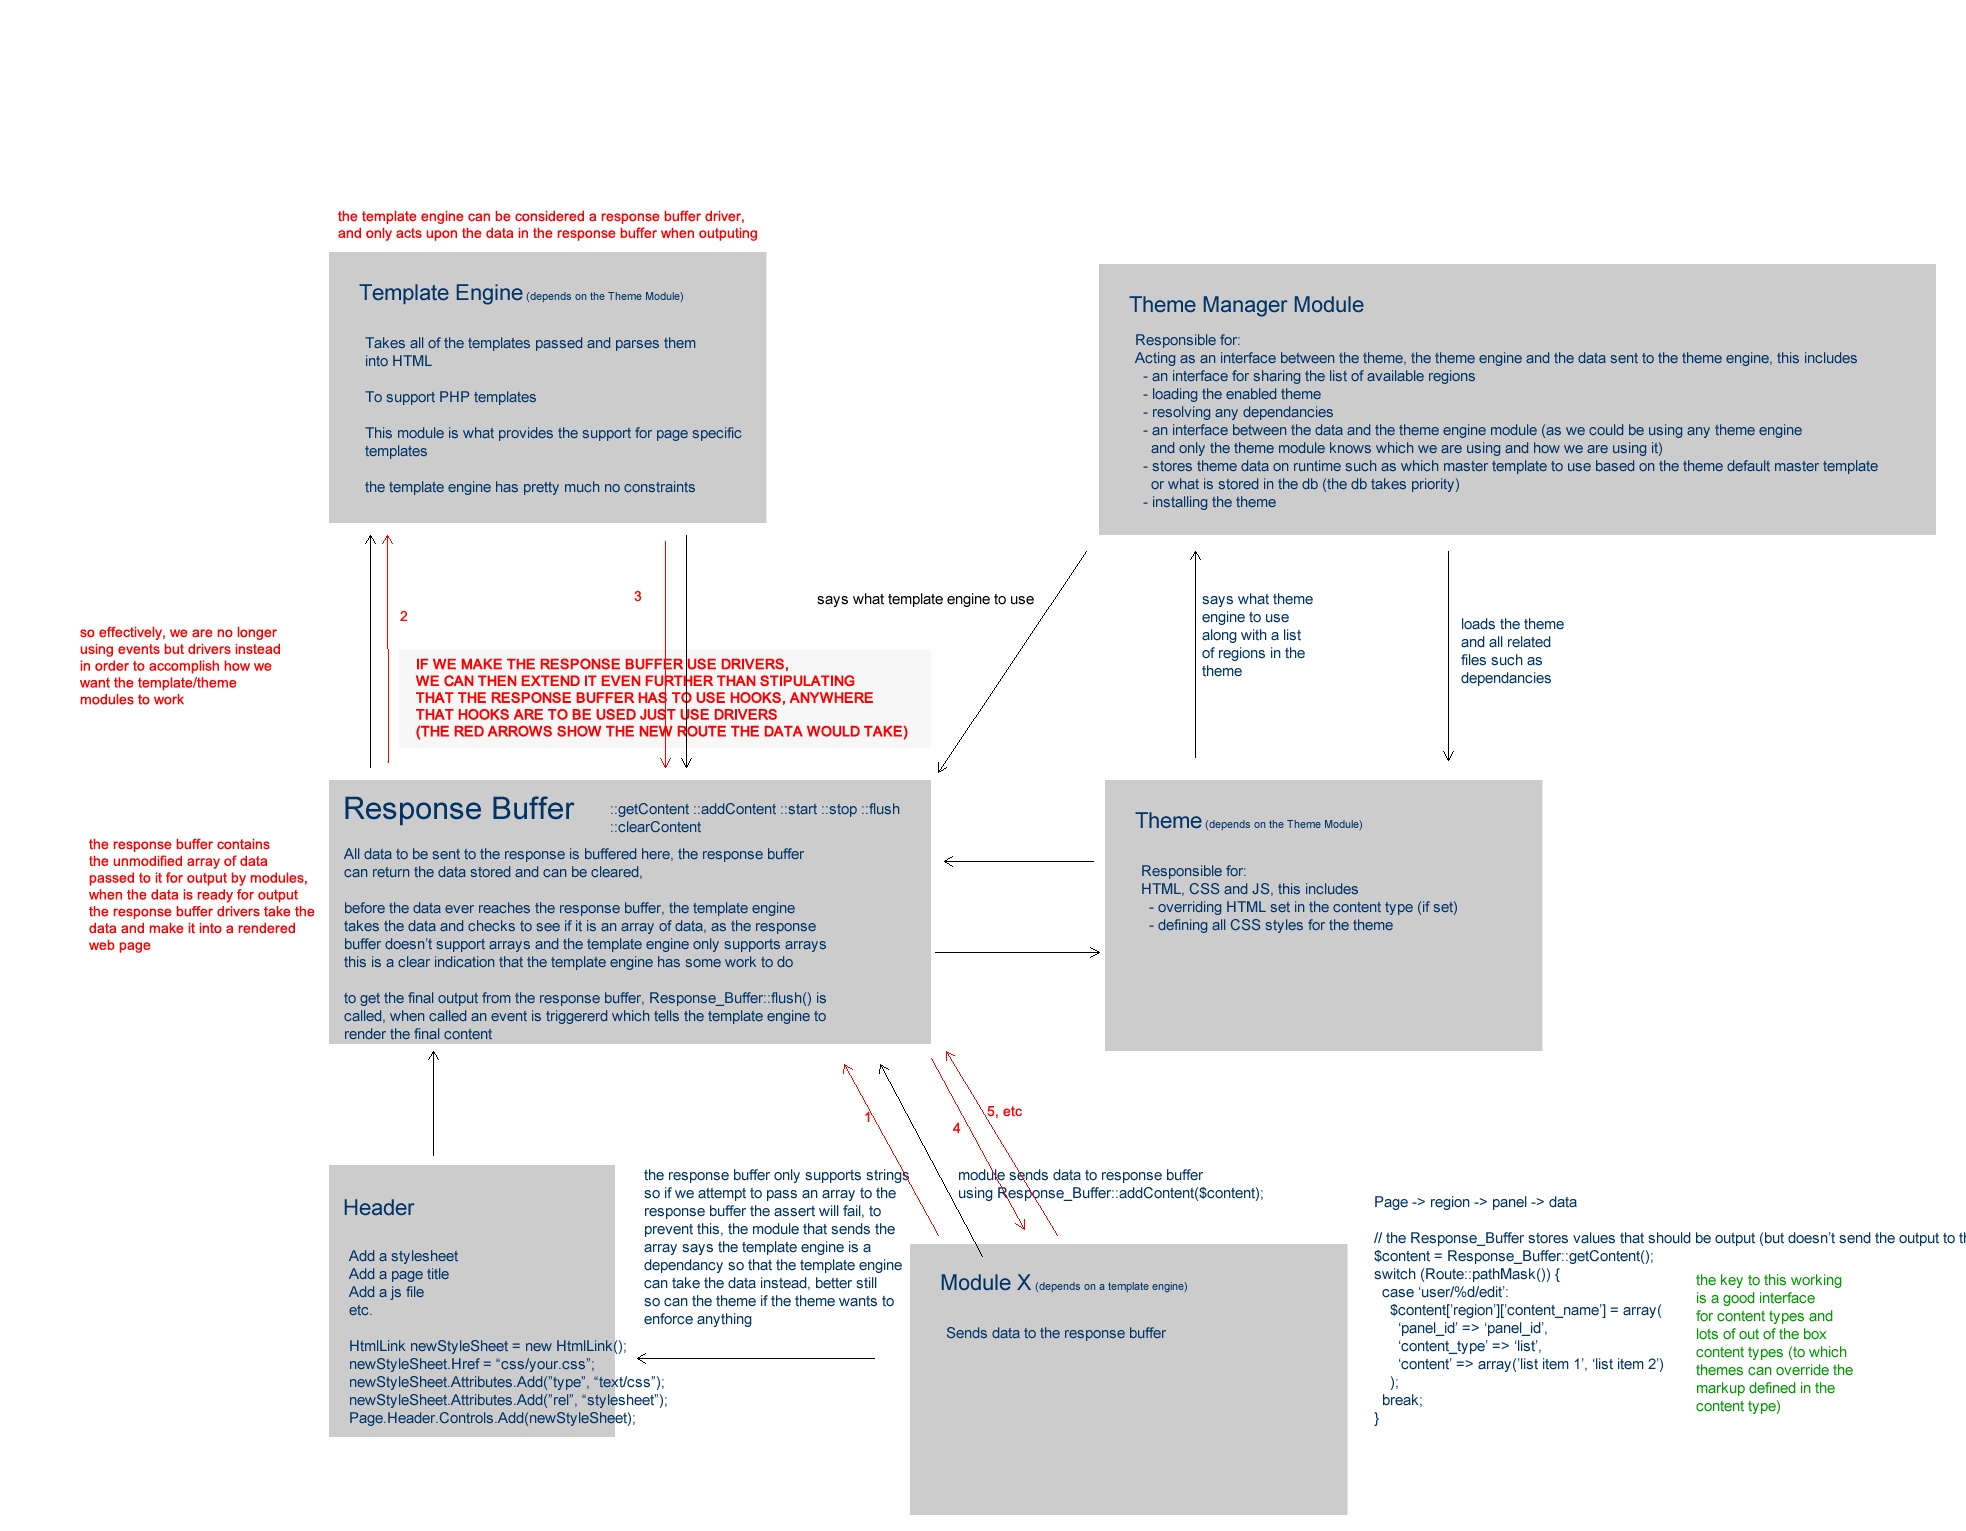 the template engine can be considered a response buffer driver,
and only acts upon the data in the response buffer when outputing
Template Engine (depends on the Theme Module)
Takes all of the templates passed and parses them
into HTML
To support PHP templates
This module is what provides the support for page specific
templates
the template engine has pretty much no constraints
Theme Manager Module
Responsible for:
Acting as an interface between the theme, the theme engine and the data sent to the theme engine, this includes
- an interface for sharing the list of available regions
- loading the enabled theme
- resolving any dependancies
- an interface between the data and the theme engine module (as we could be using any theme engine
and only the theme module knows which we are using and how we are using it)
- stores theme data on runtime such as which master template to use based on the theme default master template
or what is stored in the db (the db takes priority)
- installing the theme
2
3
says what template engine to use
says what theme
engine to use
along with a list
of regions in the
theme
loads the theme
and all related
files such as
dependancies
so effectively, we are no longer
using events but drivers instead
in order to accomplish how we
want the template/theme
modules to work
IF WE MAKE THE RESPONSE BUFFER USE DRIVERS,
WE CAN THEN EXTEND IT EVEN FURTHER THAN STIPULATING
THAT THE RESPONSE BUFFER HAS TO USE HOOKS, ANYWHERE
THAT HOOKS ARE TO BE USED JUST USE DRIVERS
(THE RED ARROWS SHOW THE NEW ROUTE THE DATA WOULD TAKE)
the response buffer contains
the unmodified array of data
passed to it for output by modules,
when the data is ready for output
the response buffer drivers take the
data and make it into a rendered
web page
Response Buffer
::getContent ::addContent ::start ::stop ::flush
::clearContent
All data to be sent to the response is buffered here, the response buffer
can return the data stored and can be cleared,
before the data ever reaches the response buffer, the template engine
takes the data and checks to see if it is an array of data, as the response
buffer doesn't support arrays and the template engine only supports arrays
this is a clear indication that the template engine has some work to do
to get the final output from the response buffer, Response_Buffer::flush() is
called, when called an event is triggererd which tells the template engine to
render the final content
Theme (depends on the Theme Module)
Responsible for:
HTML, CSS and JS, this includes
- overriding HTML set in the content type (if set)
- defining all CSS styles for the theme
1
4
5, etc
Header
Add a stylesheet
Add a page title
Add a js file
etc.
HtmlLink newStyleSheet = new HtmlLink();
newStyleSheet.Href = “css/your.css”;
newStyleSheet.Attributes.Add(”type”, “text/css”);
newStyleSheet.Attributes.Add(”rel”, “stylesheet”);
Page.Header.Controls.Add(newStyleSheet);
the response buffer only supports strings
so if we attempt to pass an array to the
response buffer the assert will fail, to
prevent this, the module that sends the
array says the template engine is a
dependancy so that the template engine
can take the data instead, better still
so can the theme if the theme wants to
enforce anything
module sends data to response buffer
using Response_Buffer::addContent($content);
Module X (depends on a template engine)
Sends data to the response buffer
Page -> region -> panel -> data
// the Response_Buffer stores values that should be output (but doesn't send the output to
$content = Response_Buffer::getContent();
switch (Route::pathMask()) {
case ‘user/%d/edit’:
$content[’region’][’content_name’] = array(
‘panel_id’ => ‘panel_id’,
‘content_type’ => ‘list’,
‘content’ => array(’list item 1’, ‘list item 2’)
);
break;
}
the key to this working
is a good interface
for content types and
lots of out of the box
content types (to which
themes can override the
markup defined in the
content type)